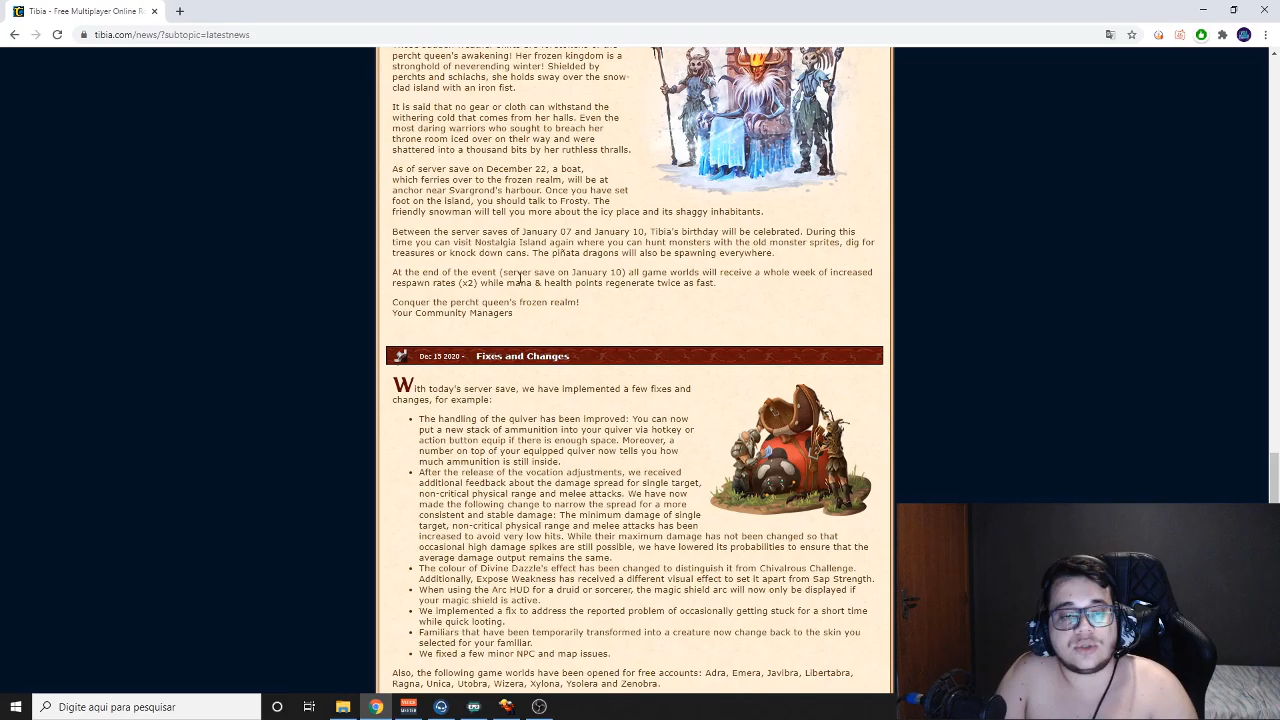 Tibia - Free Multiplayer Online Ro
tibia.com/news/?subtopic=latestnews
percht queen's awakening! Her frozen kingdom is a
stronghold of neverending winter! Shielded by
perchts and schiachs, she holds sway over the snow-
clad island with an iron fist.
It is said that no gear or cloth can withstand the
withering cold that comes from her halls. Even the
most daring warriors who sought to breach her
throne room iced over on their way and were
shattered into a thousand bits by her ruthless thralls.
As of server save on December 22, a boat,
which ferries over to the frozen realm, will be at
anchor near Svargrond's harbour. Once you have set
foot on the island, you should talk to Frosty. The
friendly snowman will tell you more about the icy place and its shaggy inhabitants.
Between the server saves of January 07 and January 10, Tibia's birthday will be celebrated. During this
time you can visit Nostalgia Island again where you can hunt monsters with the old monster sprites, dig for
treasures or knock down cans. The piñata dragons will also be spawning everywhere.
At the end of the event (server save on January 10) all game worlds will receive a whole week of increased
respawn rates (x2) while mana & health points regenerate twice as fast.
Conquer the percht queen's frozen realm!
Your Community Managers
Dec 15 2020 - Fixes and Changes
With today's server save, we have implemented a few fixes and
changes, for example:
• The handling of the quiver has been improved: You can now
put a new stack of ammunition into your quiver via hotkey or
action button equip if there is enough space. Moreover, a
number on top of your equipped quiver now tells you how
much ammunition is still inside.
• After the release of the vocation adjustments, we received
additional feedback about the damage spread for single target,
non-critical physical range and melee attacks. We have now
made the following change to narrow the spread for a more
consistent and stable damage: The minimum damage of single
target, non-critical physical range and melee attacks has been
increased to avoid very low hits. While their maximum damage has not been changed so that
occasional high damage spikes are still possible, we have lowered its probabilities to ensure that the
average damage output remains the same.
• The colour of Divine Dazzle's effect has been changed to distinguish it from Chivalrous Challenge.
Additionally, Expose Weakness has received a different visual effect to set it apart from Sap Strength.
• When using the Arc HUD for a druid or sorcerer, the magic shield arc will now only be displayed if
your magic shield is active.
• We implemented a fix to address the reported problem of occasionally getting stuck for a short time
while quick looting.
• Familiars that have been temporarily transformed into a creature now change back to the skin you
selected for your familiar.
• We fixed a few minor NPC and map issues.
Also, the following game worlds have been opened for free accounts: Adra, Emera, Javibra, Libertabra,
Ragna, Unica, Utobra, Wizera, Xylona, Ysolera and Zenobra.
Digite aqui para pesquisar